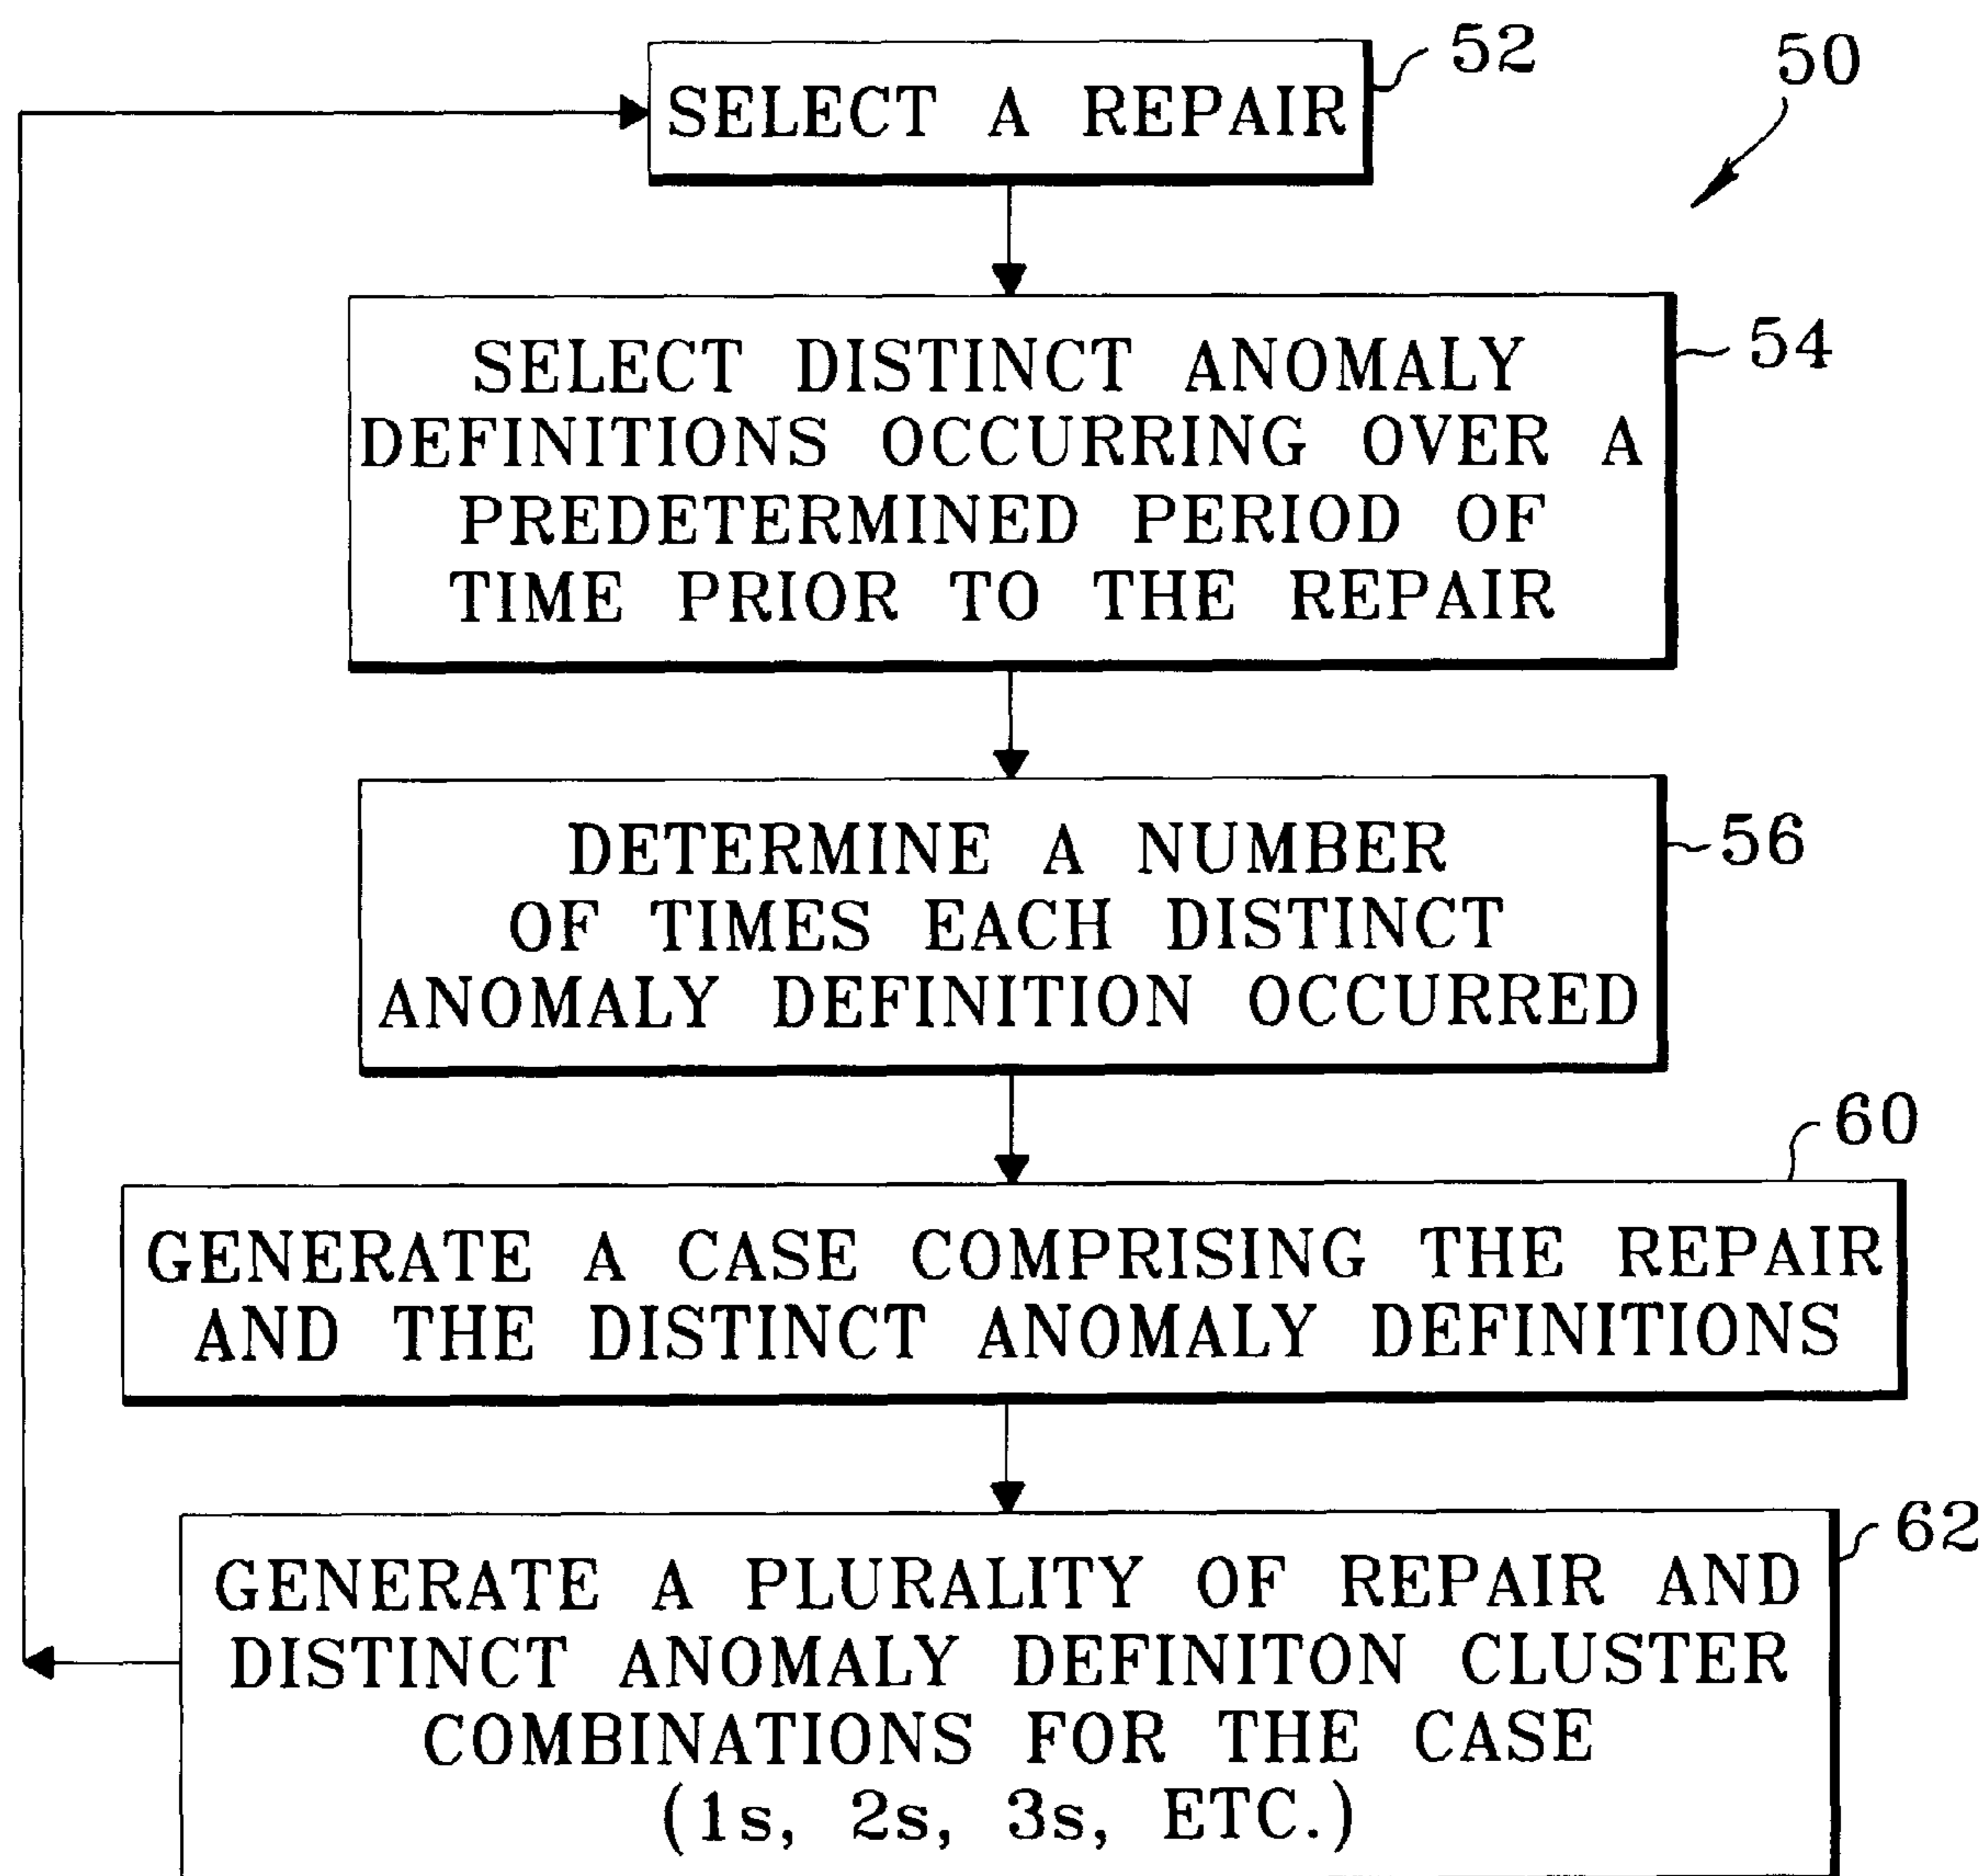 52
50
SELECT A REPAIR
54
SELECT DISTINCT ANOMALY
DEFINITIONS OCCURRING OVER A
PREDETERMINED PERIOD OF
TIME PRIOR TO THE REPAIR
56
DETERMINE A NUMBER
OF TIMES EACH DISTINCT
ANOMALY DEFINITION OCCURRED
60
GENERATE A CASE COMPRISING THE REPAIR
AND THE DISTINCT ANOMALY DEFINITIONS
62
GENERATE A PLURALITY OF REPAIR AND
DISTINCT ANOMALY DEFINITON CLUSTER
COMBINATIONS FOR THE CASE
(1s, 2s, 3s, ETC.)